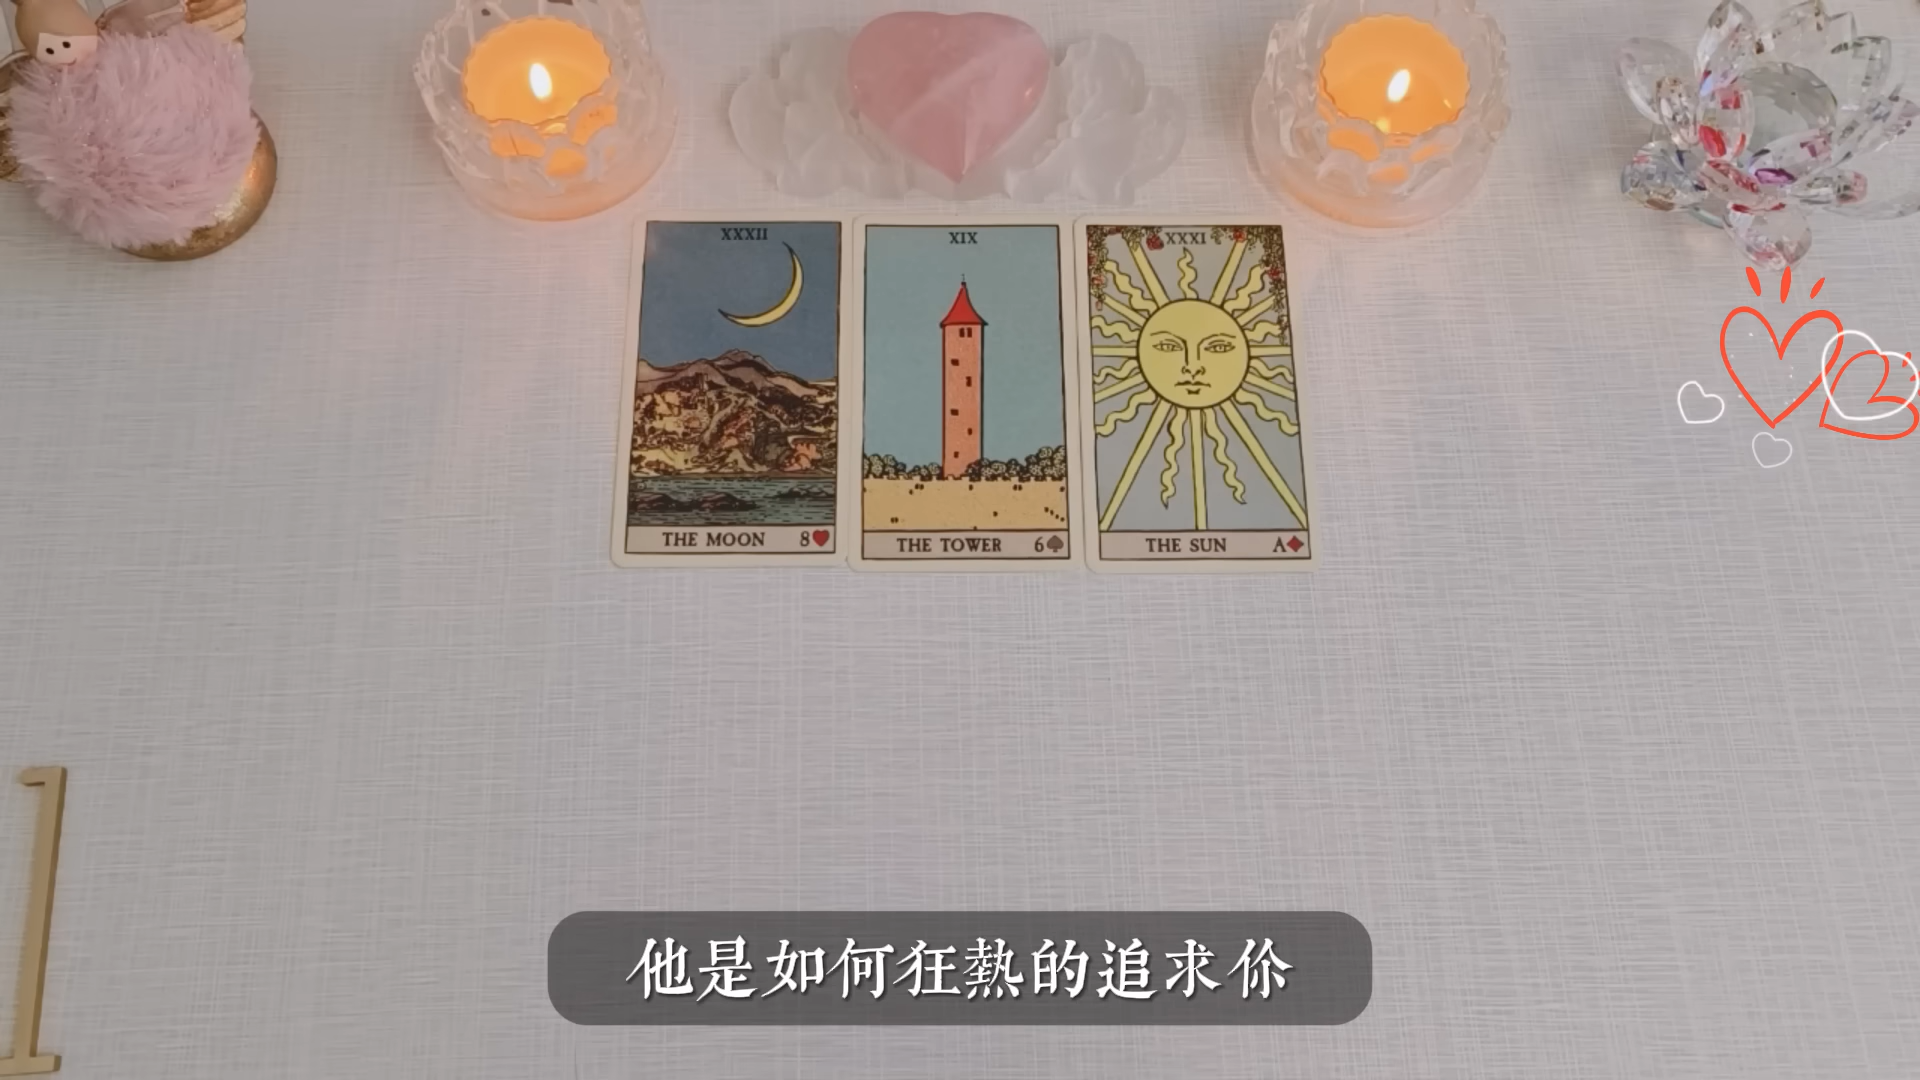 XXXII
THE MOON 8♥
XIX
THE TOWER 6♠
XXXI
THE SUN A♦
1
他是如何狂熱的追求你